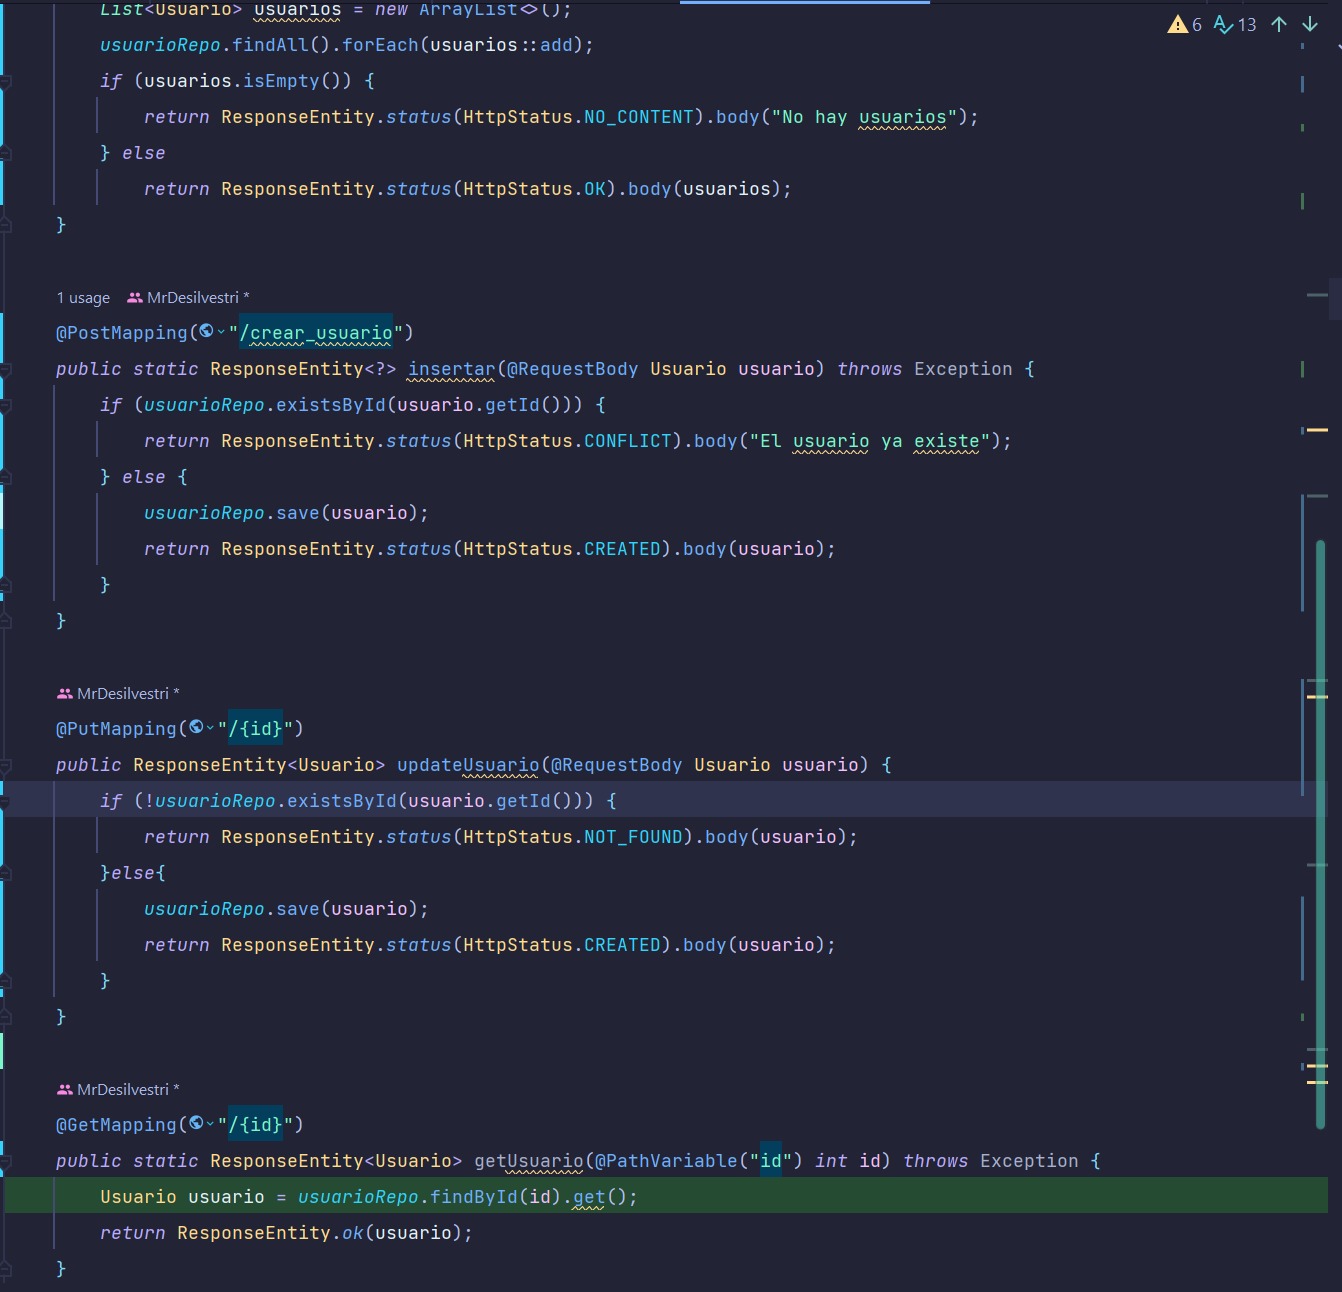 List<Usuario> usuarios = new ArrayList<>();
usuarioRepo.findAll().forEach(usuarios::add);
if (usuarios.isEmpty()) {
return ResponseEntity.status(HttpStatus.NO_CONTENT).body("No hay usuarios");
} else
return ResponseEntity.status(HttpStatus.OK).body(usuarios);
}
6 13
1 usage MrDesilvestri *
@PostMapping("/crear_usuario")
public static ResponseEntity<?> insertar(@RequestBody Usuario usuario) throws Exception {
if (usuarioRepo.existsById(usuario.getId())) {
return ResponseEntity.status(HttpStatus.CONFLICT).body("El usuario ya existe");
} else {
usuarioRepo.save(usuario);
return ResponseEntity.status(HttpStatus.CREATED).body(usuario);
}
}
MrDesilvestri *
@PutMapping("/{id}")
public ResponseEntity<Usuario> updateUsuario(@RequestBody Usuario usuario) {
if (!usuarioRepo.existsById(usuario.getId())) {
return ResponseEntity.status(HttpStatus.NOT_FOUND).body(usuario);
}else{
usuarioRepo.save(usuario);
return ResponseEntity.status(HttpStatus.CREATED).body(usuario);
}
}
MrDesilvestri *
@GetMapping("/{id}")
public static ResponseEntity<Usuario> getUsuario(@PathVariable("id") int id) throws Exception {
Usuario usuario = usuarioRepo.findById(id).get();
return ResponseEntity.ok(usuario);
}